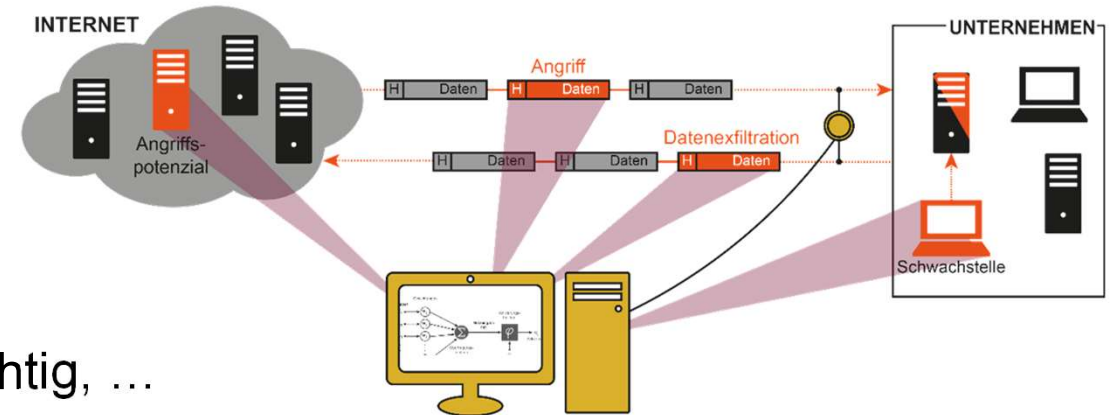 INTERNET
UNTERNEHMEN
Angriff
H Daten H Daten H Daten
Angriffs-
potenzial
Datenexfiltration
H Daten H Daten H Daten
Schwachstelle
φ
Σ
htig, ...